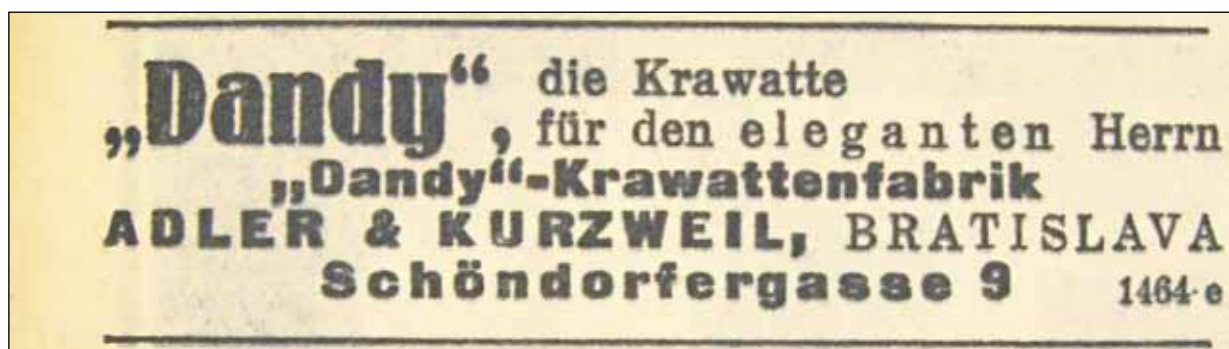 „Dandy“, die Krawatte
für den eleganten Herrn
„Dandy“-Krawattenfabrik
ADLER & KURZWEIL, BRATISLAVA
Schöndorfergasse 9 1464·e